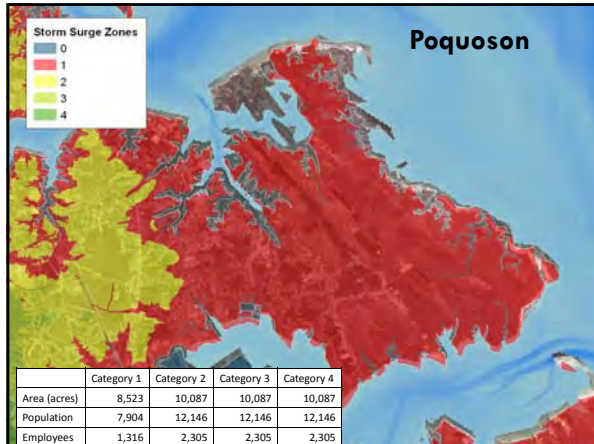 Storm Surge Zones
0
1
2
3
4
Poquoson
Category 1 Category 2 Category 3 Category 4
Area (acres) 8,523 10,087 10,087 10,087
Population 7,904 12,146 12,146 12,146
Employees 1,316 2,305 2,305 2,305